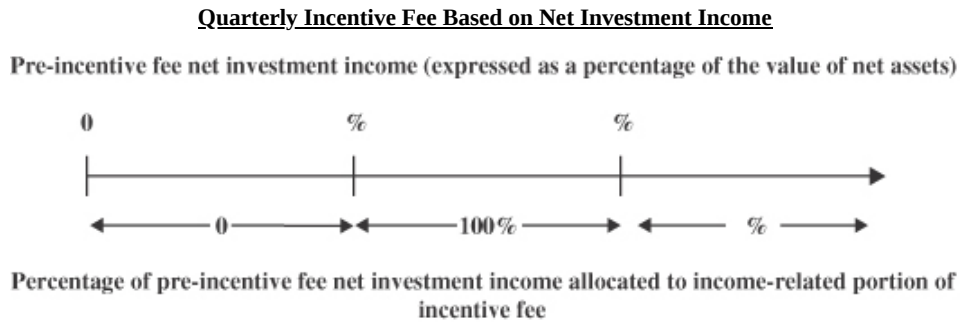 Quarterly Incentive Fee Based on Net Investment Income
Pre-incentive fee net investment income (expressed as a percentage of the value of net assets)
0 % %
0 100% %
Percentage of pre-incentive fee net investment income allocated to income-related portion of
incentive fee